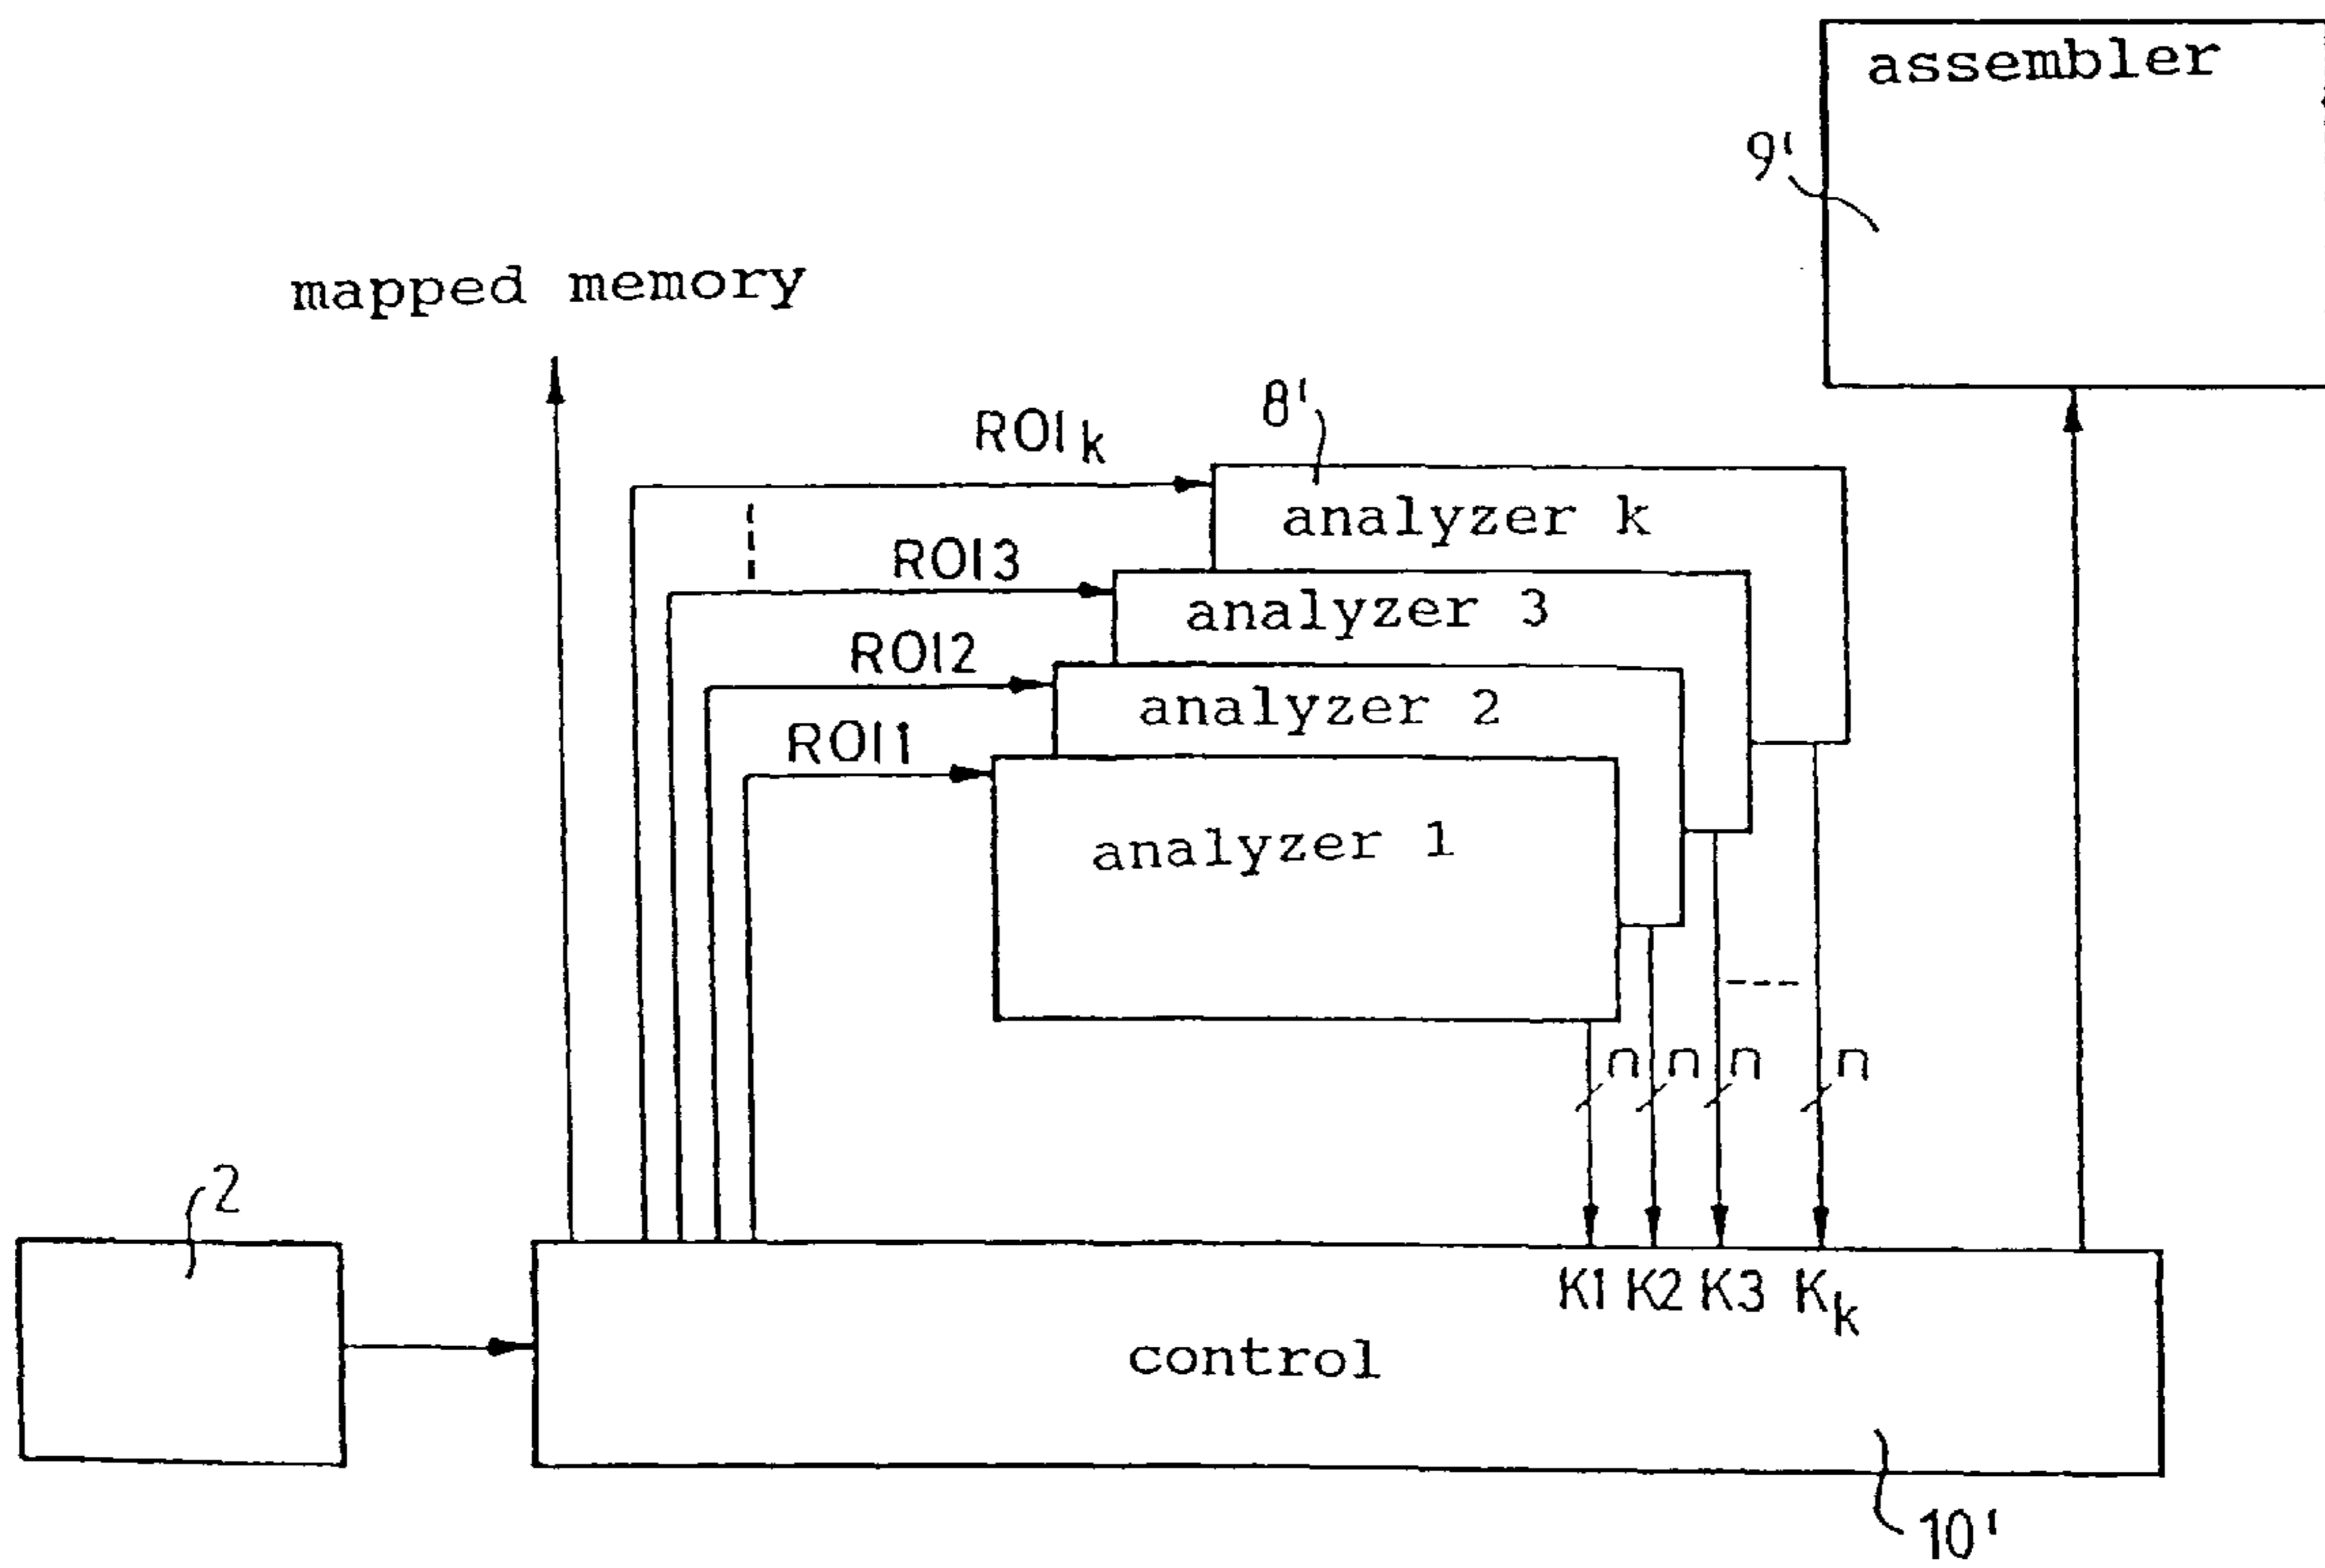 assembler
9'
mapped memory
8'
ROI k
analyzer k
ROI3
analyzer 3
ROI2
analyzer 2
ROI1
analyzer 1
n n n n
2
K1 K2 K3 Kk
control
10'